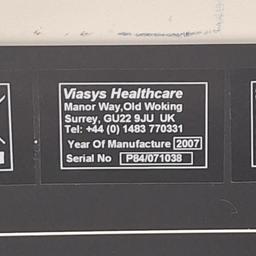 Viasys Healthcare
Manor Way,Old Woking
Surrey, GU22 9JU UK
Tel: +44 (0) 1483 770331
Year Of Manufacture 2007
Serial No P84/071038